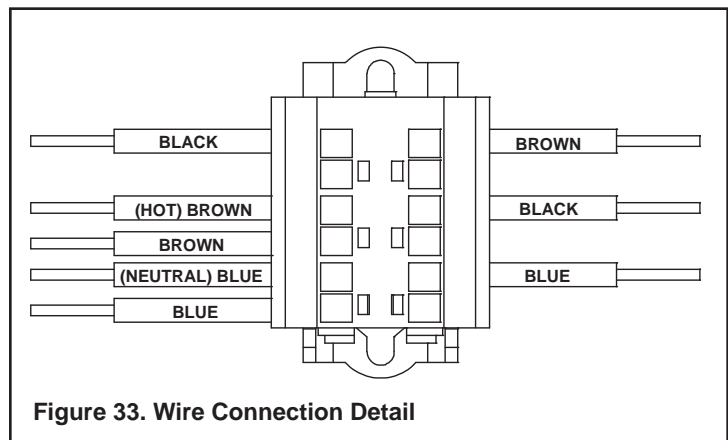 BLACK
BROWN
(HOT) BROWN
BLACK
BROWN
(NEUTRAL) BLUE
BLUE
BLUE
Figure 33. Wire Connection Detail